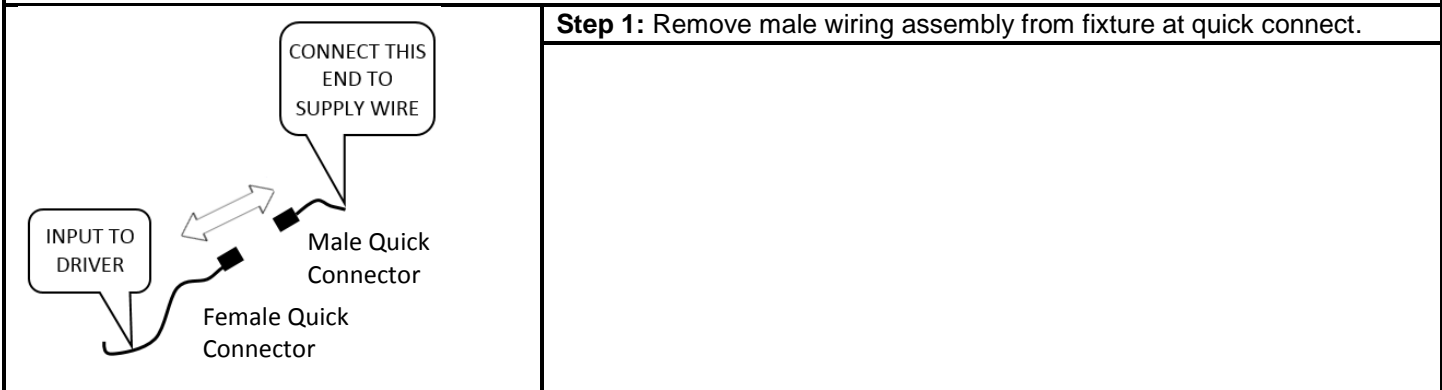 CONNECT THIS
END TO
SUPPLY WIRE
INPUT TO
DRIVER
Male Quick
Connector
Female Quick
Connector
Step 1: Remove male wiring assembly from fixture at quick connect.